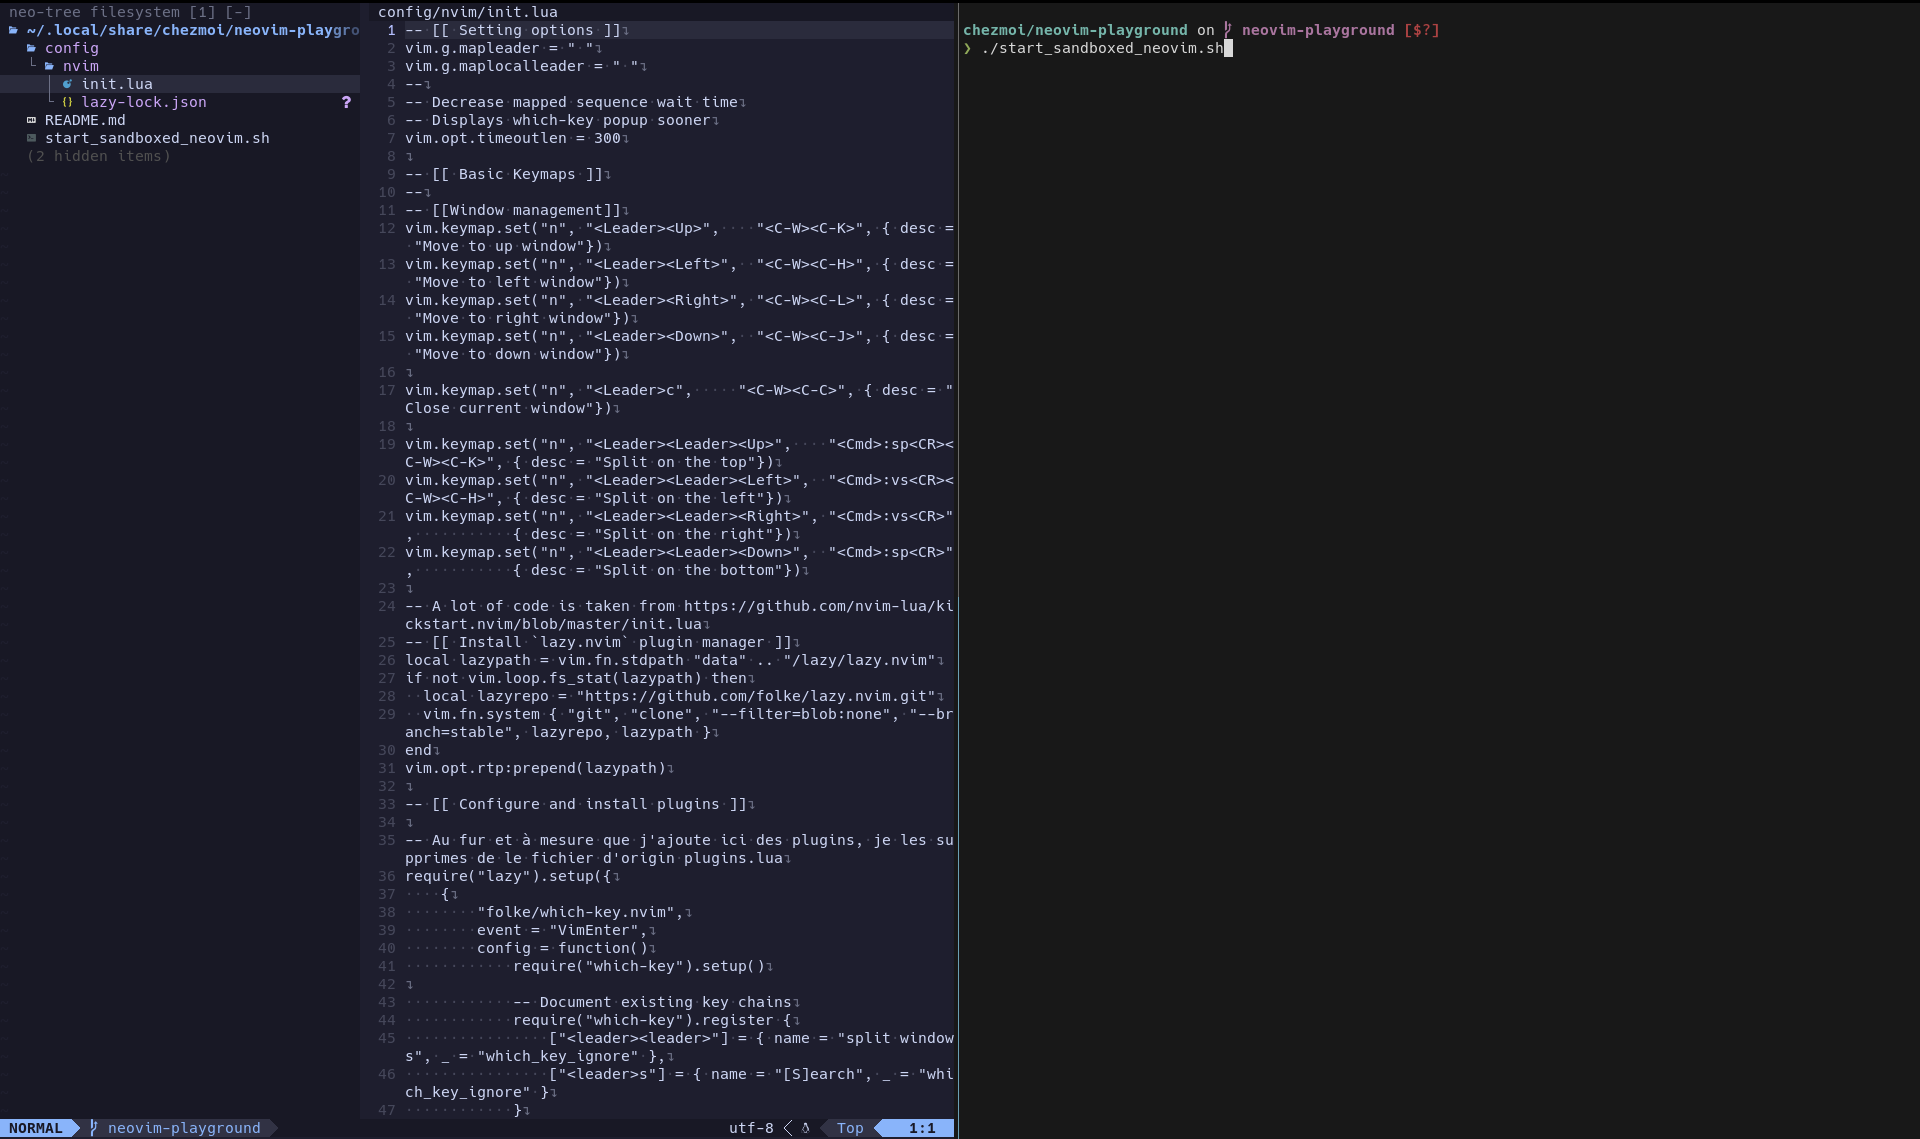 neo-tree filesystem [1] [-]
~/.local/share/chezmoi/neovim-playgro
config
nvim
init.lua
lazy-lock.json ?
README.md
start_sandboxed_neovim.sh
(2 hidden items)
config/nvim/init.lua
1 -- [[ Setting options ]]
2 vim.g.mapleader = " "
3 vim.g.maplocalleader = " "
4 --
5 -- Decrease mapped sequence wait time
6 -- Displays which-key popup sooner
7 vim.opt.timeoutlen = 300
8
9 -- [[ Basic Keymaps ]]
10 --
11 -- [[Window management]]
12 vim.keymap.set("n", "<Leader><Up>",    "<C-W><C-K>", { desc =
"Move to up window"})
13 vim.keymap.set("n", "<Leader><Left>",  "<C-W><C-H>", { desc =
"Move to left window"})
14 vim.keymap.set("n", "<Leader><Right>", "<C-W><C-L>", { desc =
"Move to right window"})
15 vim.keymap.set("n", "<Leader><Down>",  "<C-W><C-J>", { desc =
"Move to down window"})
16
17 vim.keymap.set("n", "<Leader>c",     "<C-W><C-C>", { desc = "
Close current window"})
18
19 vim.keymap.set("n", "<Leader><Leader><Up>",    "<Cmd>:sp<CR><
C-W><C-K>", { desc = "Split on the top"})
20 vim.keymap.set("n", "<Leader><Leader><Left>",  "<Cmd>:vs<CR><
C-W><C-H>", { desc = "Split on the left"})
21 vim.keymap.set("n", "<Leader><Leader><Right>", "<Cmd>:vs<CR>"
,           { desc = "Split on the right"})
22 vim.keymap.set("n", "<Leader><Leader><Down>",  "<Cmd>:sp<CR>"
,           { desc = "Split on the bottom"})
23
24 -- A lot of code is taken from https://github.com/nvim-lua/ki
ckstart.nvim/blob/master/init.lua
25 -- [[ Install `lazy.nvim` plugin manager ]]
26 local lazypath = vim.fn.stdpath "data" .. "/lazy/lazy.nvim"
27 if not vim.loop.fs_stat(lazypath) then
28   local lazyrepo = "https://github.com/folke/lazy.nvim.git"
29   vim.fn.system { "git", "clone", "--filter=blob:none", "--br
anch=stable", lazyrepo, lazypath }
30 end
31 vim.opt.rtp:prepend(lazypath)
32
33 -- [[ Configure and install plugins ]]
34
35 -- Au fur et à mesure que j'ajoute ici des plugins, je les su
pprimes de le fichier d'origin plugins.lua
36 require("lazy").setup({
37     {
38         "folke/which-key.nvim",
39         event = "VimEnter",
40         config = function()
41             require("which-key").setup()
42
43             -- Document existing key chains
44             require("which-key").register {
45                 ["<leader><leader>"] = { name = "split window
s", _ = "which_key_ignore" },
46                 ["<leader>s"] = { name = "[S]earch", _ = "whi
ch_key_ignore" }
47             }
NORMAL neovim-playground utf-8 Top 1:1
chezmoi/neovim-playground on neovim-playground [$?]
❯ ./start_sandboxed_neovim.sh